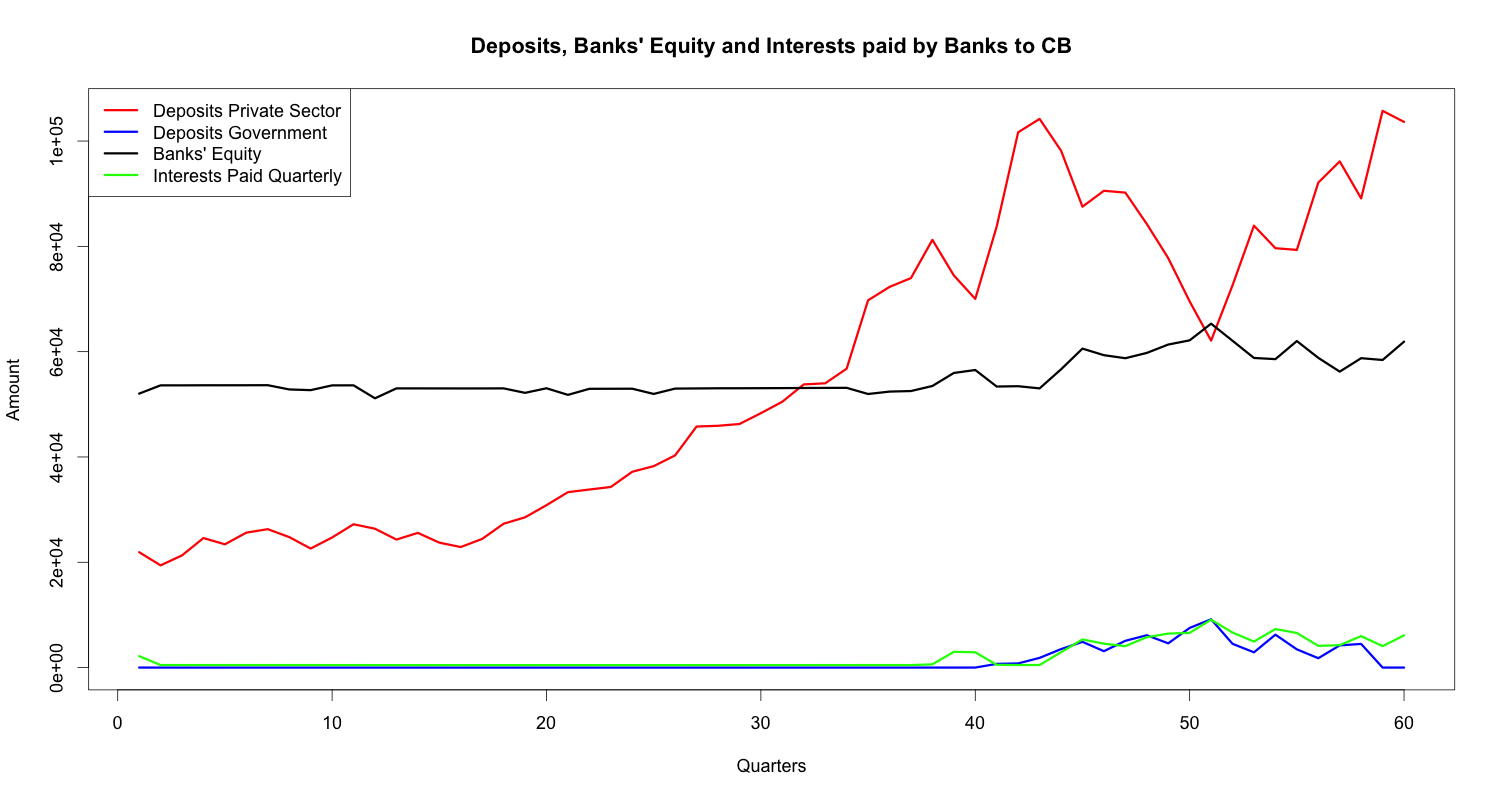 Deposits, Banks' Equity and Interests paid by Banks to CB
Deposits Private Sector
Deposits Government
Banks' Equity
Interests Paid Quarterly
1e+05
8e+04
6e+04
4e+04
2e+04
0e+00
Amount
0 10 20 30 40 50 60
Quarters